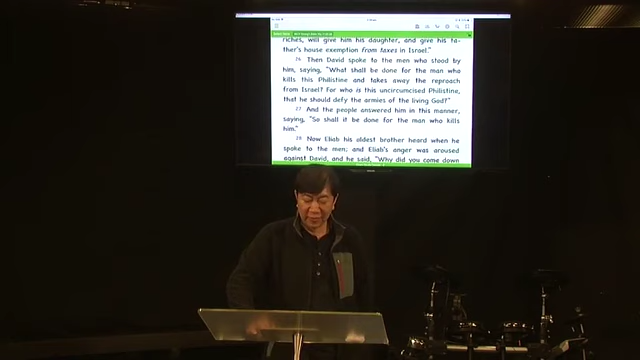 riches, will give him his daughter, and give his fa-
ther's house exemption from taxes in Israel."
26 Then David spoke to the men who stood by
him, saying, "What shall be done for the man who
kills this Philistine and takes away the reproach
from Israel? For who is this uncircumcised Philistine,
that he should defy the armies of the living God?"
27 And the people answered him in this manner,
saying, "So shall it be done for the man who kills
him."
28 Now Eliab his oldest brother heard when he
spoke to the men; and Eliab's anger was aroused
against David, and he said, "Why did you come down